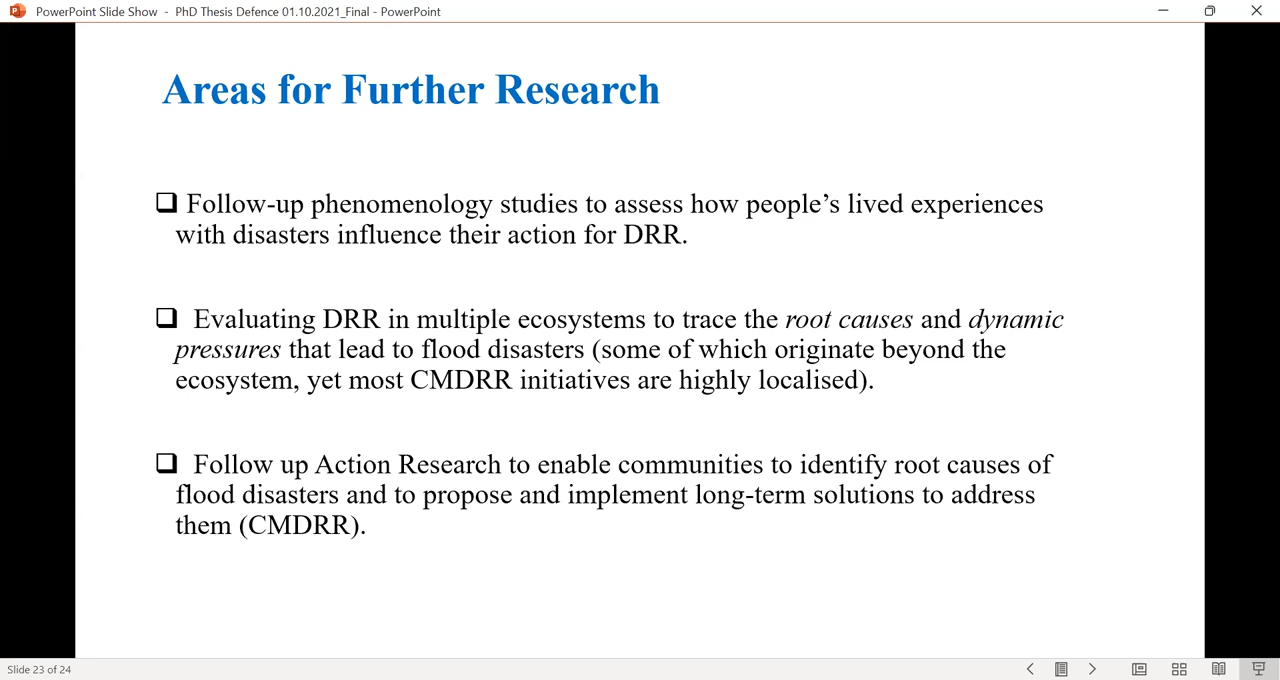 PowerPoint Slide Show - PhD Thesis Defence 01.10.2021_Final - PowerPoint
Areas for Further Research
❑ Follow-up phenomenology studies to assess how people’s lived experiences
with disasters influence their action for DRR.
❑ Evaluating DRR in multiple ecosystems to trace the root causes and dynamic
pressures that lead to flood disasters (some of which originate beyond the
ecosystem, yet most CMDRR initiatives are highly localised).
❑ Follow up Action Research to enable communities to identify root causes of
flood disasters and to propose and implement long-term solutions to address
them (CMDRR).
Slide 23 of 24